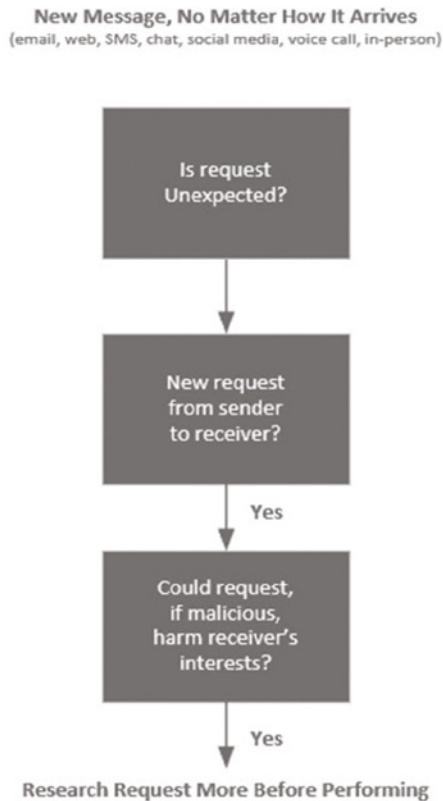 New Message, No Matter How It Arrives
(email, web, SMS, chat, social media, voice call, in-person)
Is request
Unexpected?
New request
from sender
to receiver?
Yes
Could request,
if malicious,
harm receiver's
interests?
Yes
Research Request More Before Performing